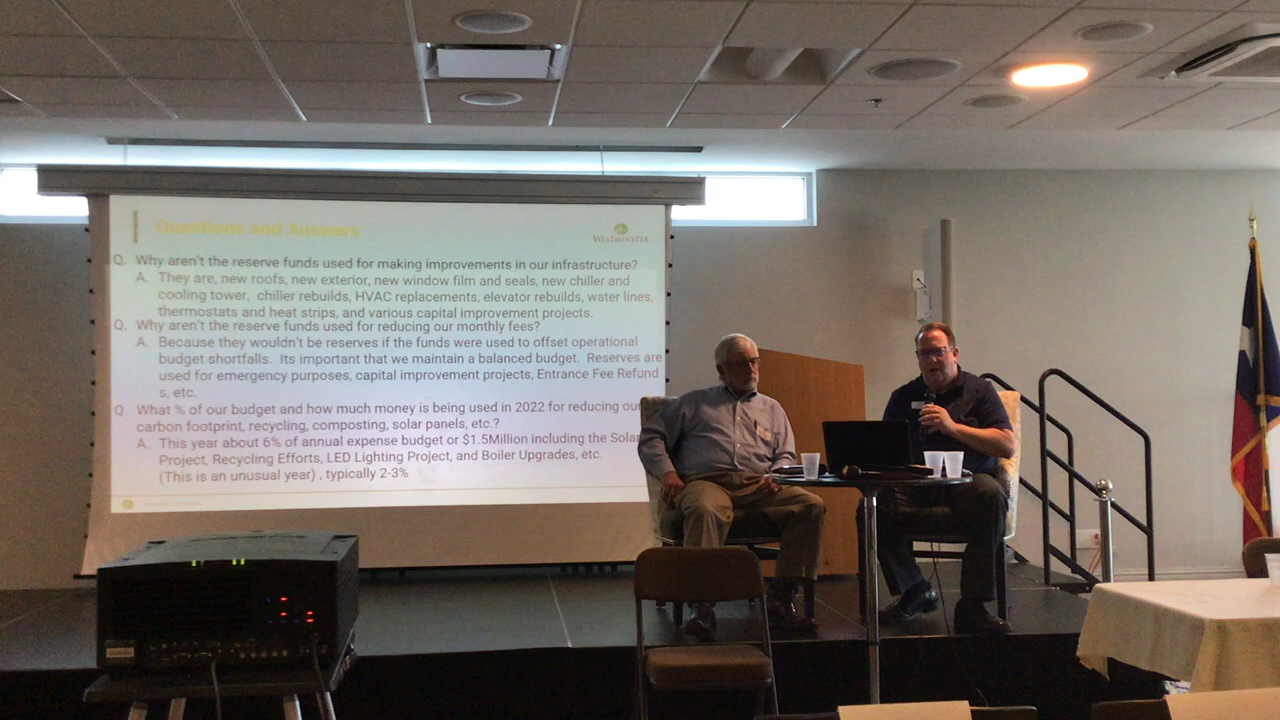 Questions and Answers
WESTMINSTER
Q. Why aren't the reserve funds used for making improvements in our infrastructure?
A. They are, new roofs, new exterior, new window film and seals, new chiller and
cooling tower, chiller rebuilds, HVAC replacements, elevator rebuilds, water lines,
thermostats and heat strips, and various capital improvement projects.
Q. Why aren't the reserve funds used for reducing our monthly fees?
A. Because they wouldn't be reserves if the funds were used to offset operational
budget shortfalls. Its important that we maintain a balanced budget. Reserves are
used for emergency purposes, capital improvement projects, Entrance Fee Refund
s, etc.
Q. What % of our budget and how much money is being used in 2022 for reducing our
carbon footprint, recycling, composting, solar panels, etc.?
A. This year about 6% of annual expense budget or $1.5Million including the Solar
Project, Recycling Efforts, LED Lighting Project, and Boiler Upgrades, etc.
(This is an unusual year) , typically 2-3%